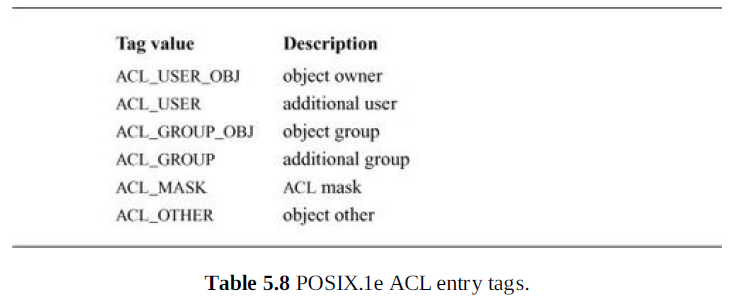 Tag value Description
ACL_USER_OBJ object owner
ACL_USER additional user
ACL_GROUP_OBJ object group
ACL_GROUP additional group
ACL_MASK ACL mask
ACL_OTHER object other
Table 5.8 POSIX.1e ACL entry tags.